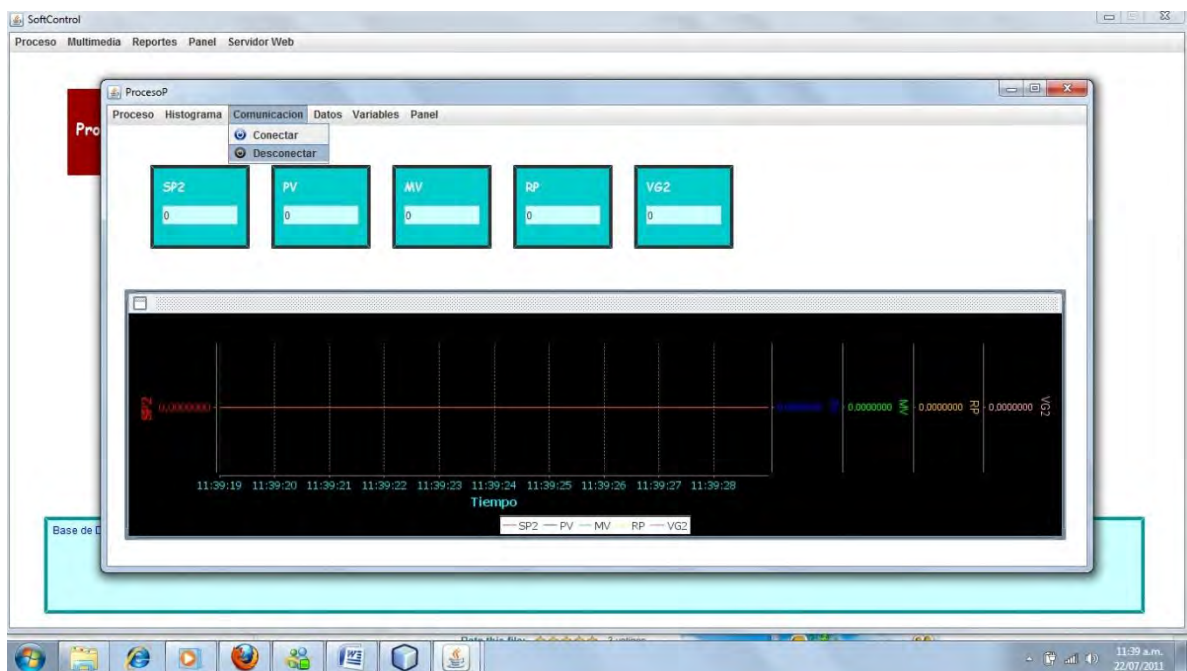 SoftControl
Proceso Multimedia Reportes Panel Servidor Web
ProcesoP
Proceso Histograma Comunicacion Datos Variables Panel
Pro
Conectar
Desconectar
SP2 PV MV RP VG2
0 0 0 0 0
SP2 0,0000000 0,0000000 MV 0,0000000 RP 0,0000000 VG2
11:39:19 11:39:20 11:39:21 11:39:22 11:39:23 11:39:24 11:39:25 11:39:26 11:39:27 11:39:28
Tiempo
SP2 PV MV RP VG2
Base de D
11:39 a.m.
22/07/2011